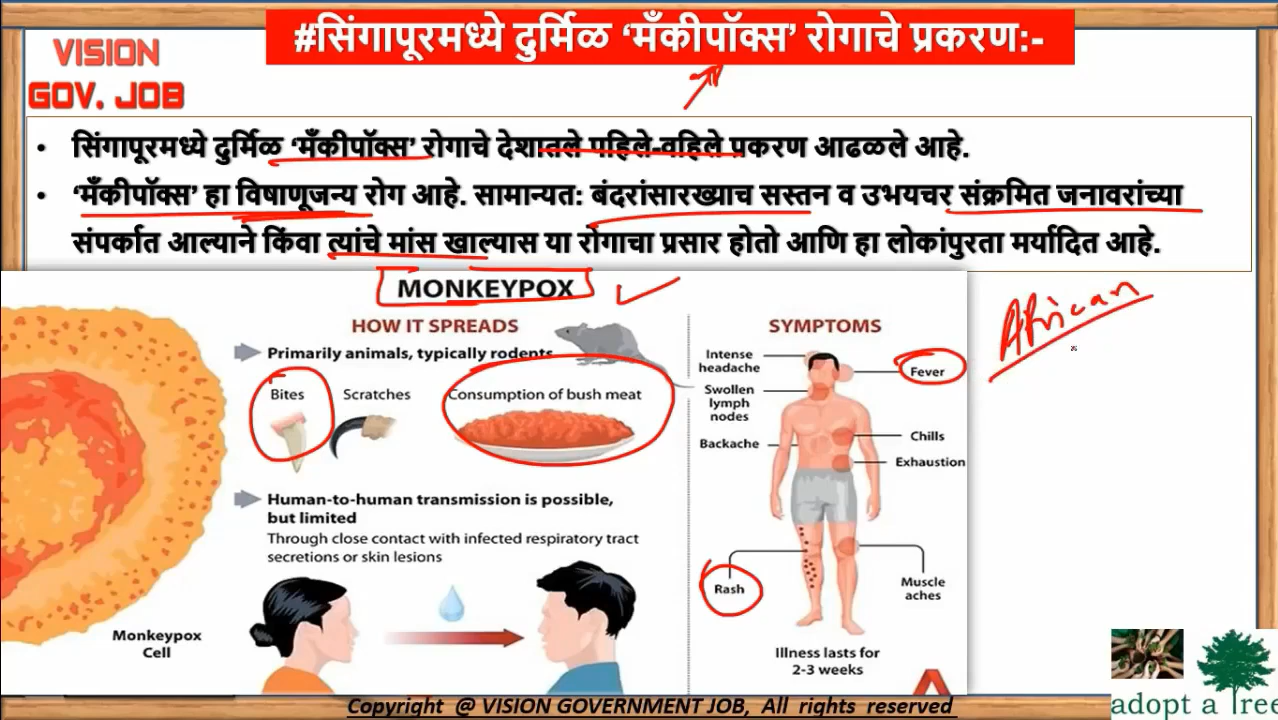 #सिंगापूरमध्ये दुर्मिळ ‘मँकीपॉक्स’ रोगाचे प्रकरण:-
VISION
GOV. JOB
• सिंगापूरमध्ये दुर्मिळ ‘मँकीपॉक्स’ रोगाचे देशातले पहिले-वहिले प्रकरण आढळले आहे.
• ‘मँकीपॉक्स’ हा विषाणूजन्य रोग आहे. सामान्यत: बंदरांसारख्याच सस्तन व उभयचर संक्रमित जनावरांच्या
संपर्कात आल्याने किंवा त्यांचे मांस खाल्यास या रोगाचा प्रसार होतो आणि हा लोकांपुरता मर्यादित आहे.
MONKEYPOX
HOW IT SPREADS
Primarily animals, typically rodents
Bites
Scratches
Consumption of bush meat
Human-to-human transmission is possible,
but limited
Through close contact with infected respiratory tract
secretions or skin lesions
Monkeypox
Cell
SYMPTOMS
Intense
headache
Fever
Swollen
lymph
nodes
Backache
Chills
Exhaustion
Rash
Muscle
aches
Illness lasts for
2-3 weeks
African
adopt a Tree
Copyright @ VISION GOVERNMENT JOB, All rights reserved